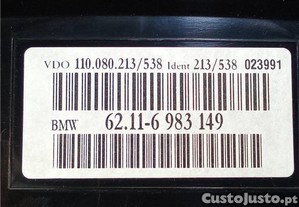 VDO 110.080.213/538 Ident 213/538 023991
BMW 62.11-6 983 149
CustoJusto.pt